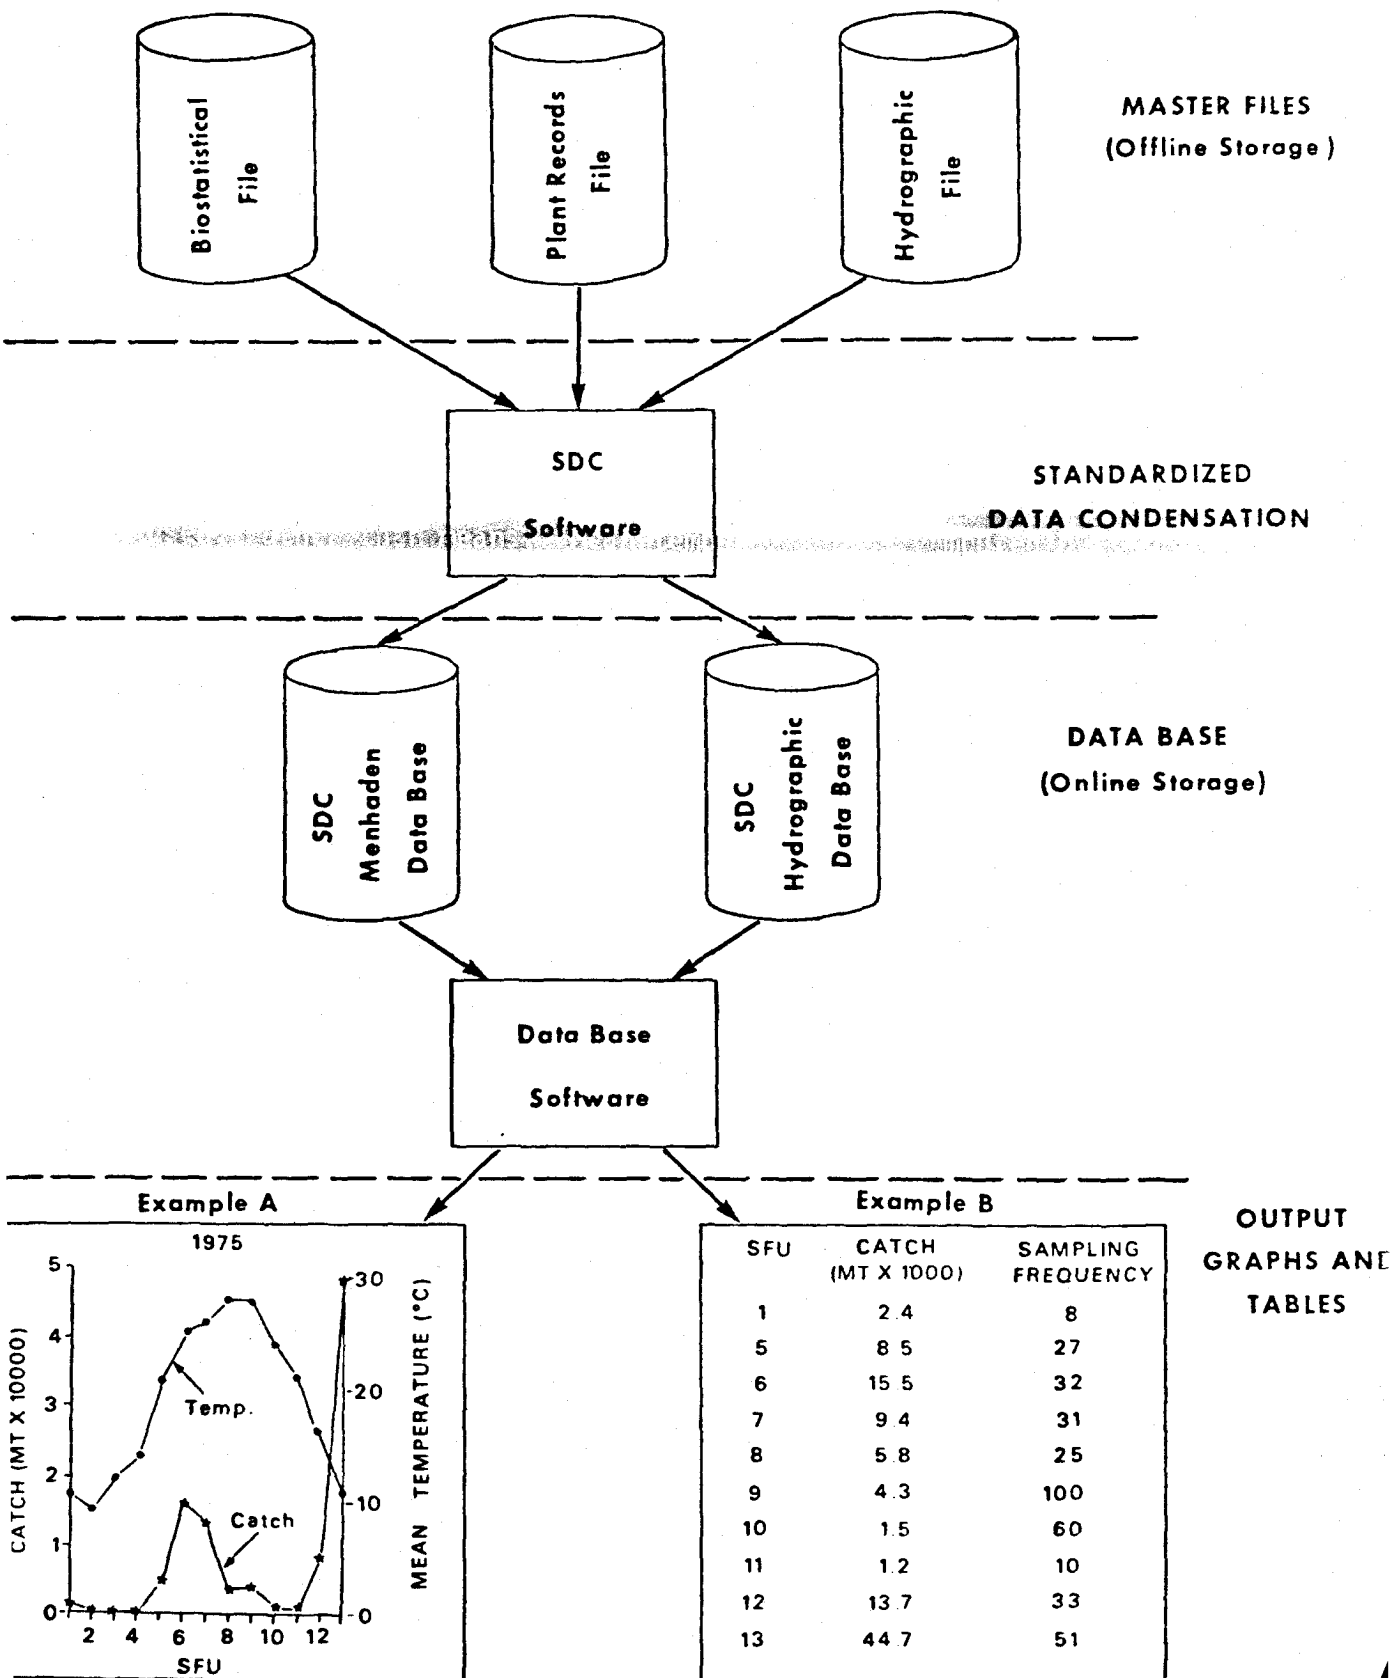 Biostatistical
File
Plant Records
File
Hydrographic
File
MASTER FILES
(Offline Storage)
SDC
Software
STANDARDIZED
DATA CONDENSATION
SDC
Menhaden
Data Base
SDC
Hydrographic
Data Base
DATA BASE
(Online Storage)
Data Base
Software
Example A
1975
CATCH (MT X 10000)
5
4
3
2
1
0
Temp.
Catch
30
20
10
0
MEAN TEMPERATURE (°C)
2 4 6 8 10 12
SFU
Example B
SFU CATCH SAMPLING
(MT X 1000) FREQUENCY
1 2.4 8
5 8 5 27
6 15.5 32
7 9.4 31
8 5.8 25
9 4.3 100
10 1.5 60
11 1.2 10
12 13.7 33
13 44.7 51
OUTPUT
GRAPHS AND
TABLES